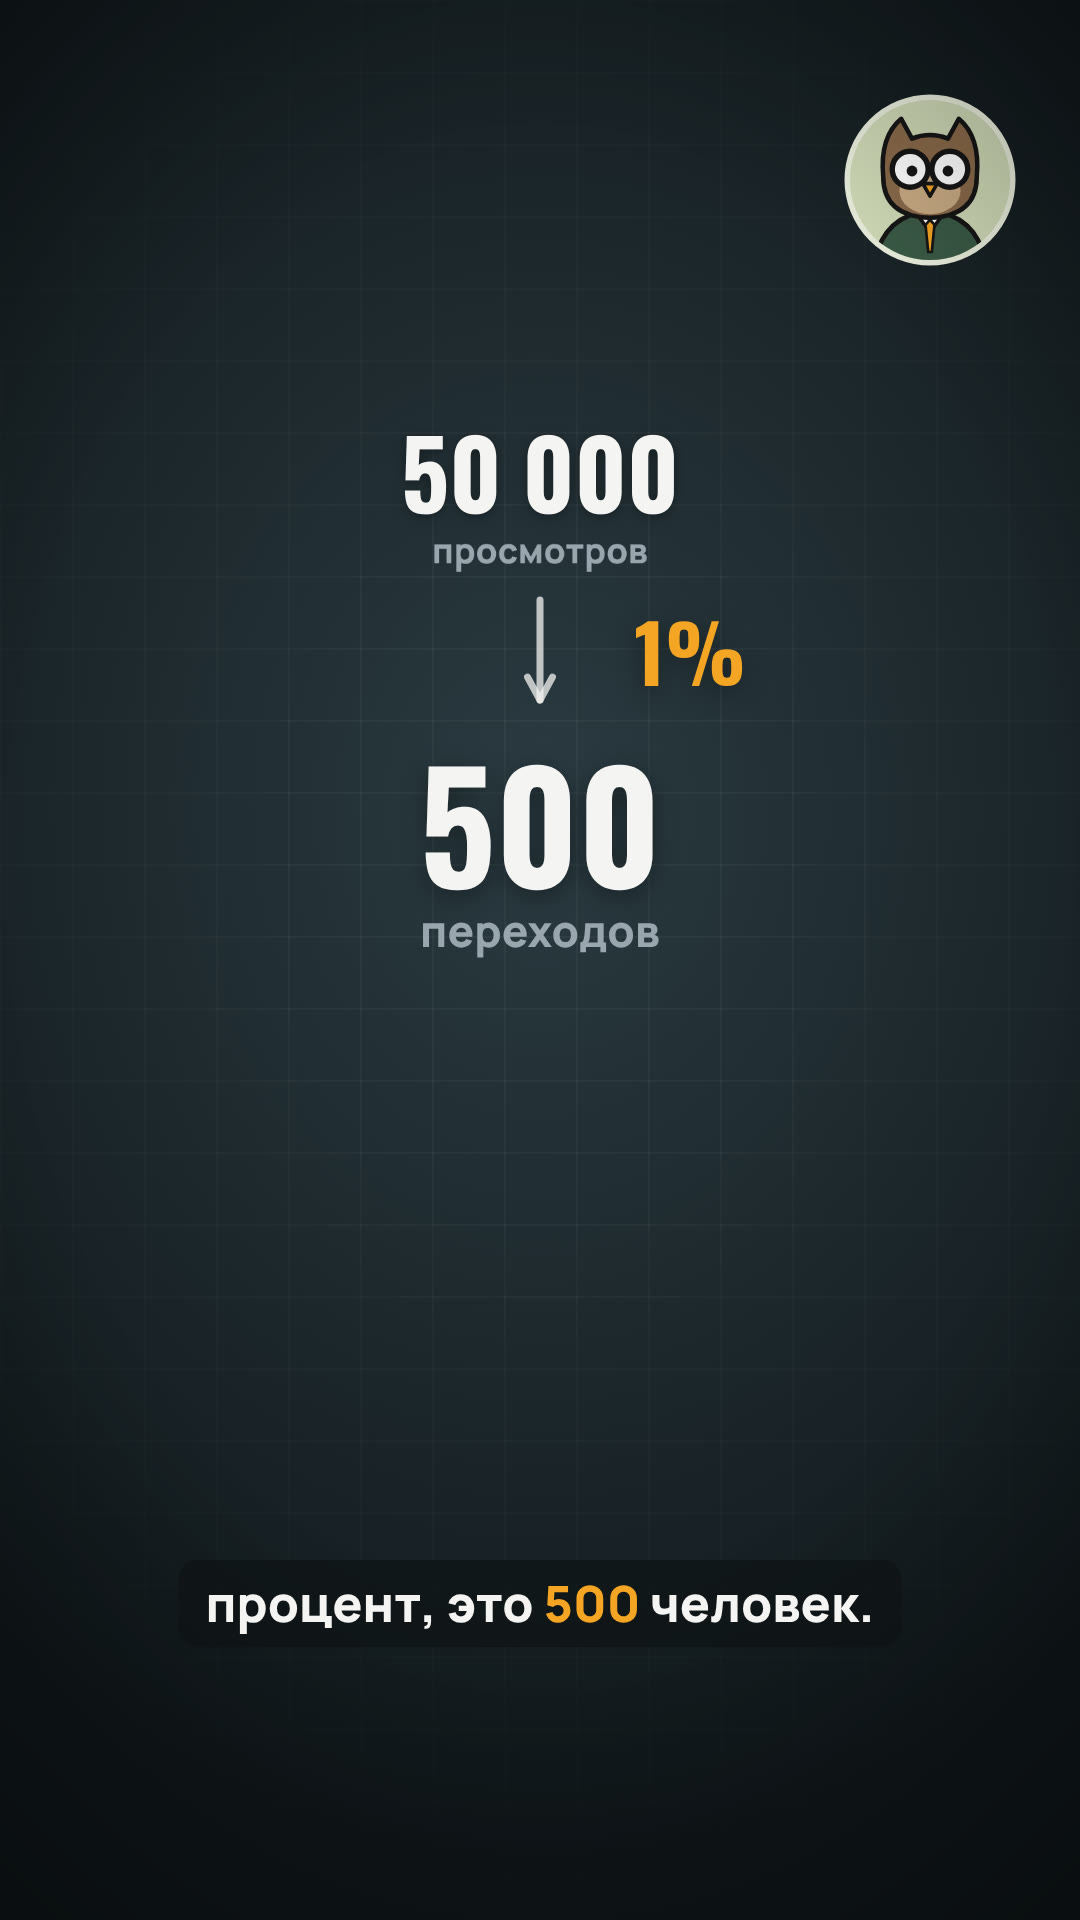 50 000
просмотров
1%
500
переходов
процент, это 500 человек.